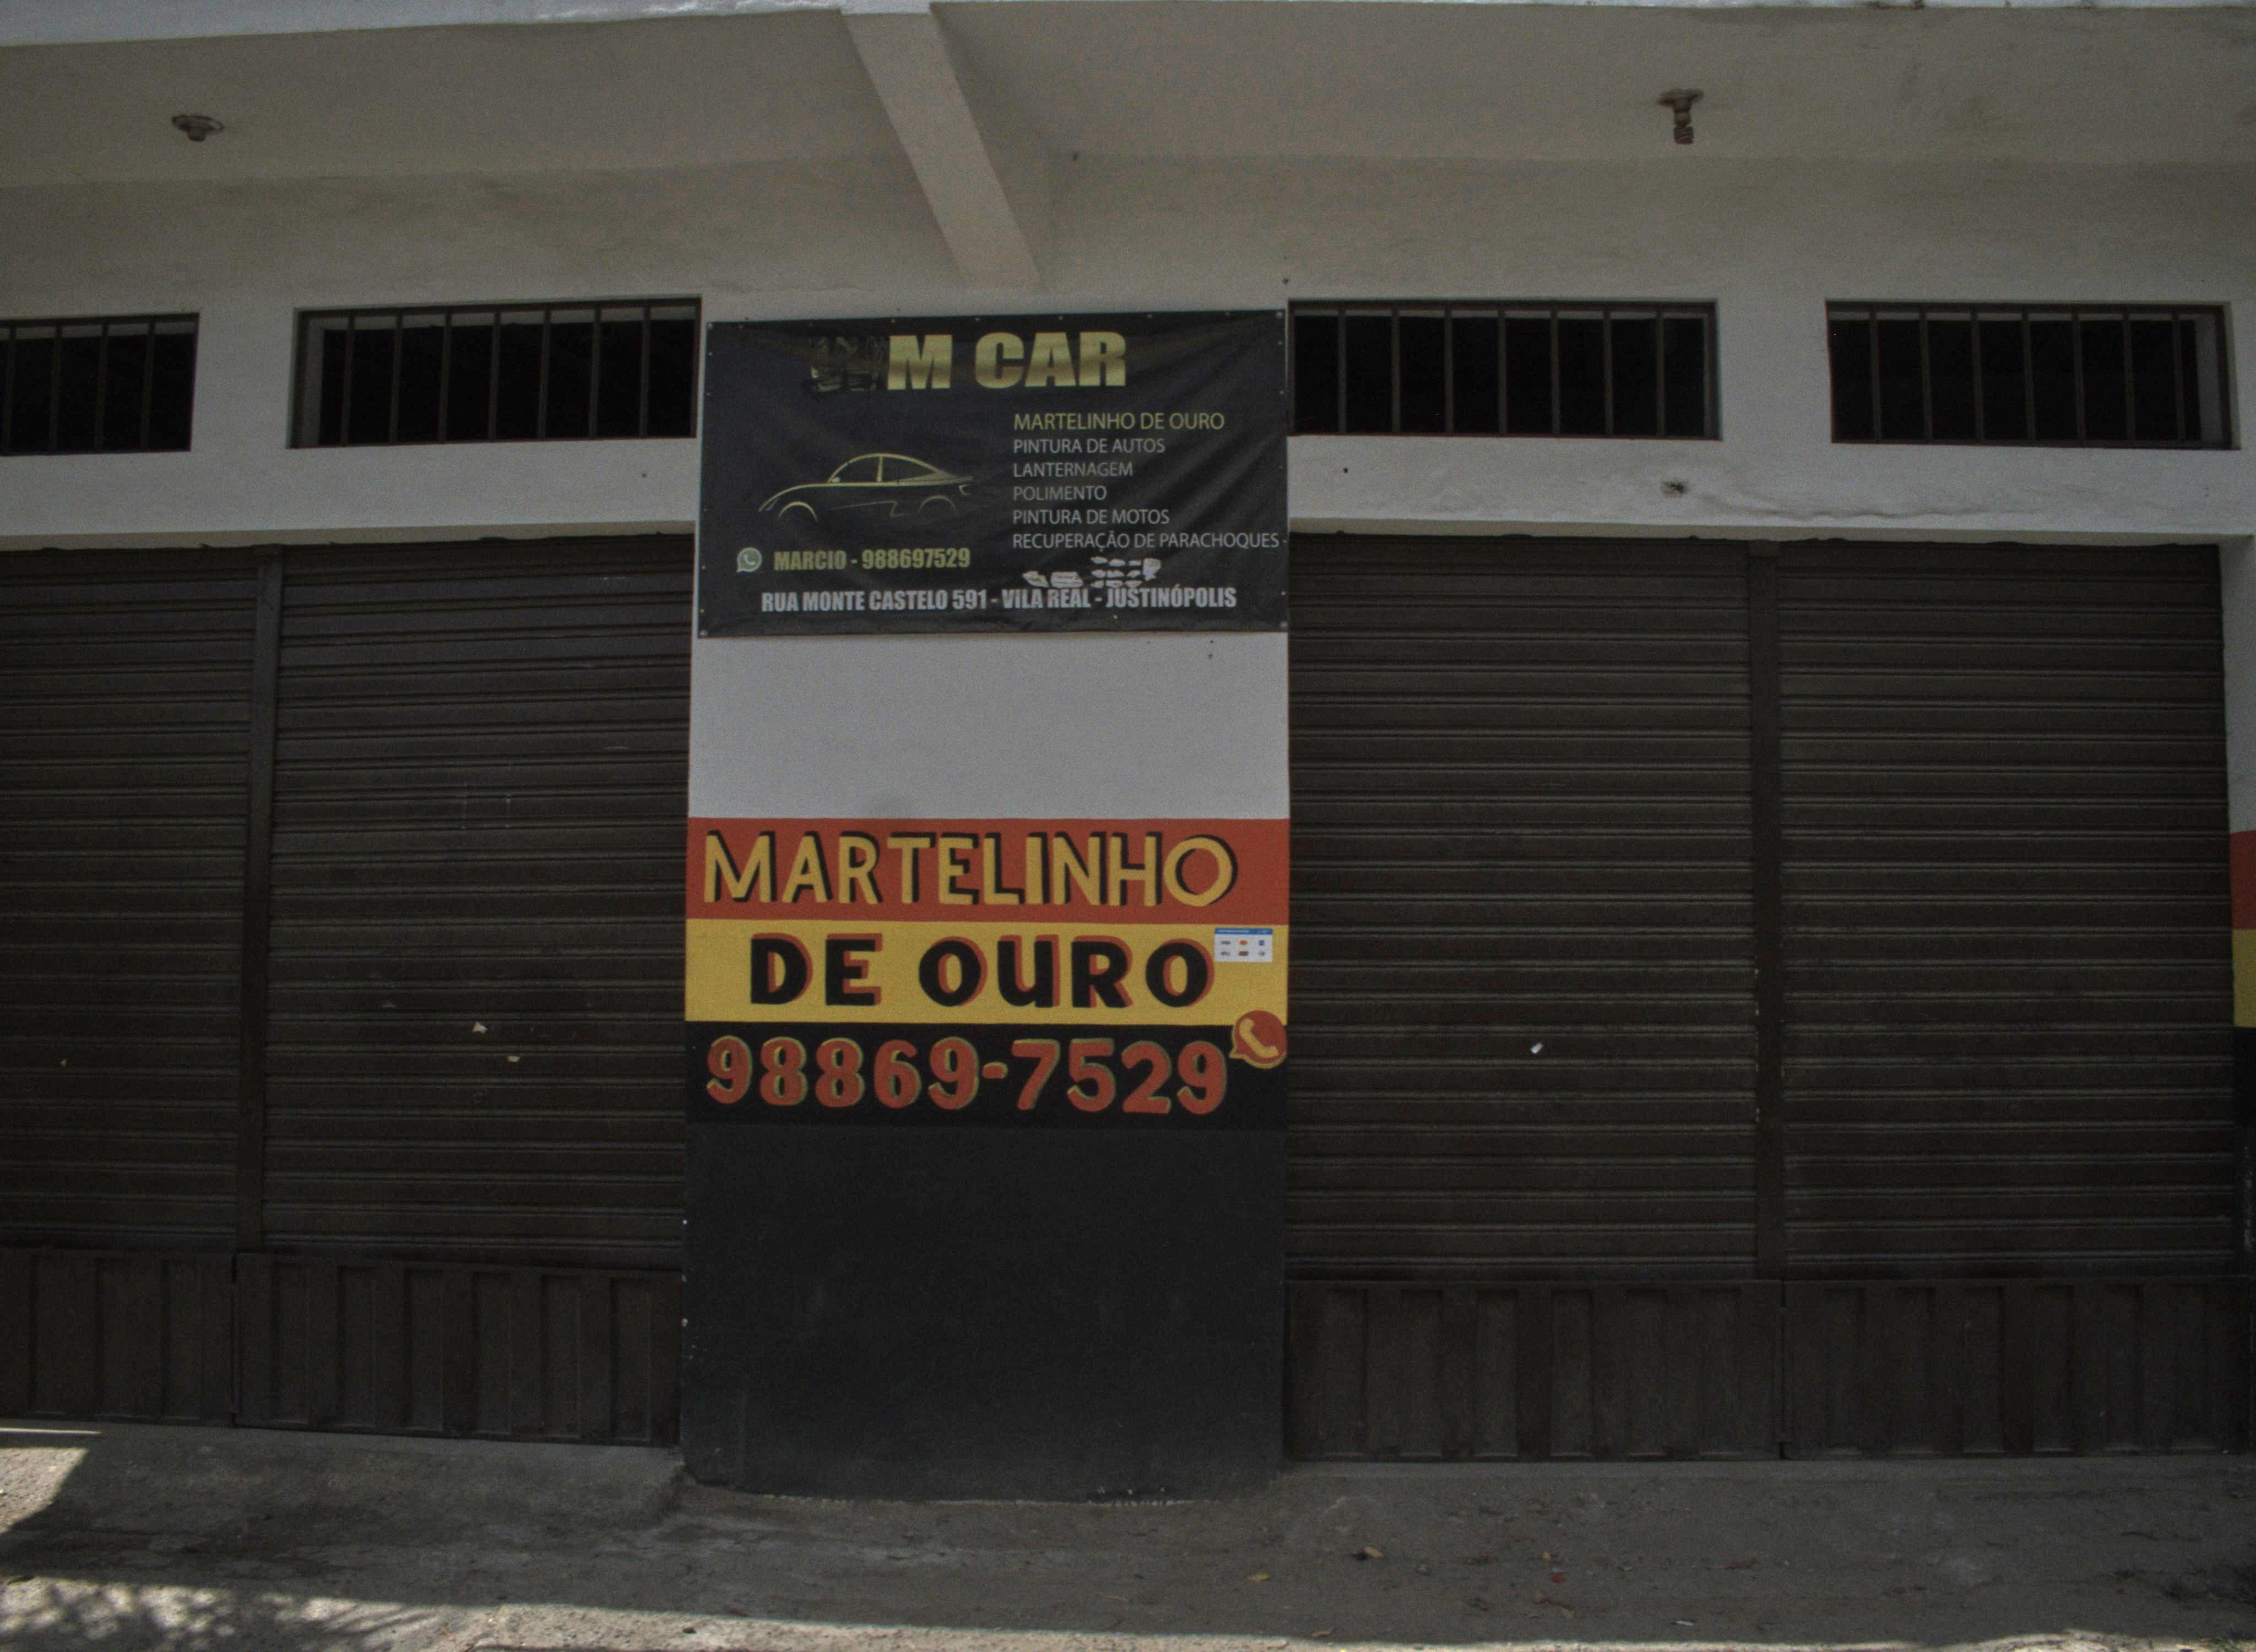 M CAR
MARTELINHO DE OURO
PINTURA DE AUTOS
LANTERNAGEM
POLIMENTO
PINTURA DE MOTOS
RECUPERAÇÃO DE PARACHOQUES
MARCIO - 988697529
RUA MONTE CASTELO 591 - VILA REAL - JUSTINÓPOLIS
MARTELINHO
DE OURO
98869-7529